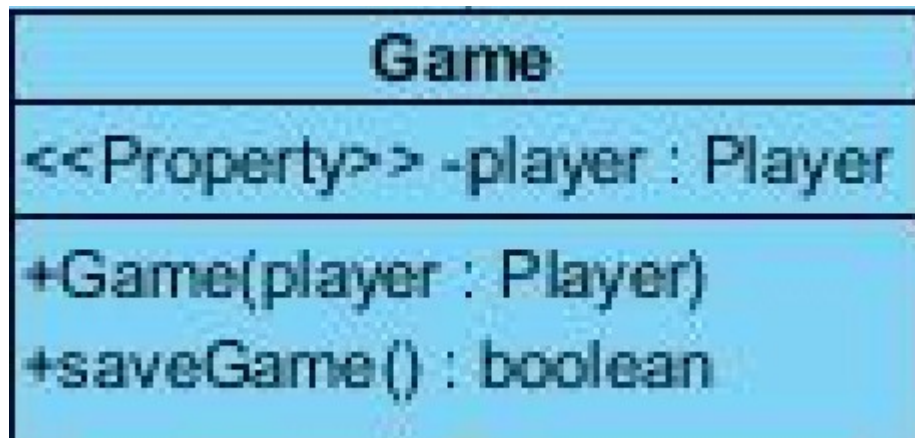 Game
<<Property>> -player : Player
+Game(player : Player)
+saveGame() : boolean